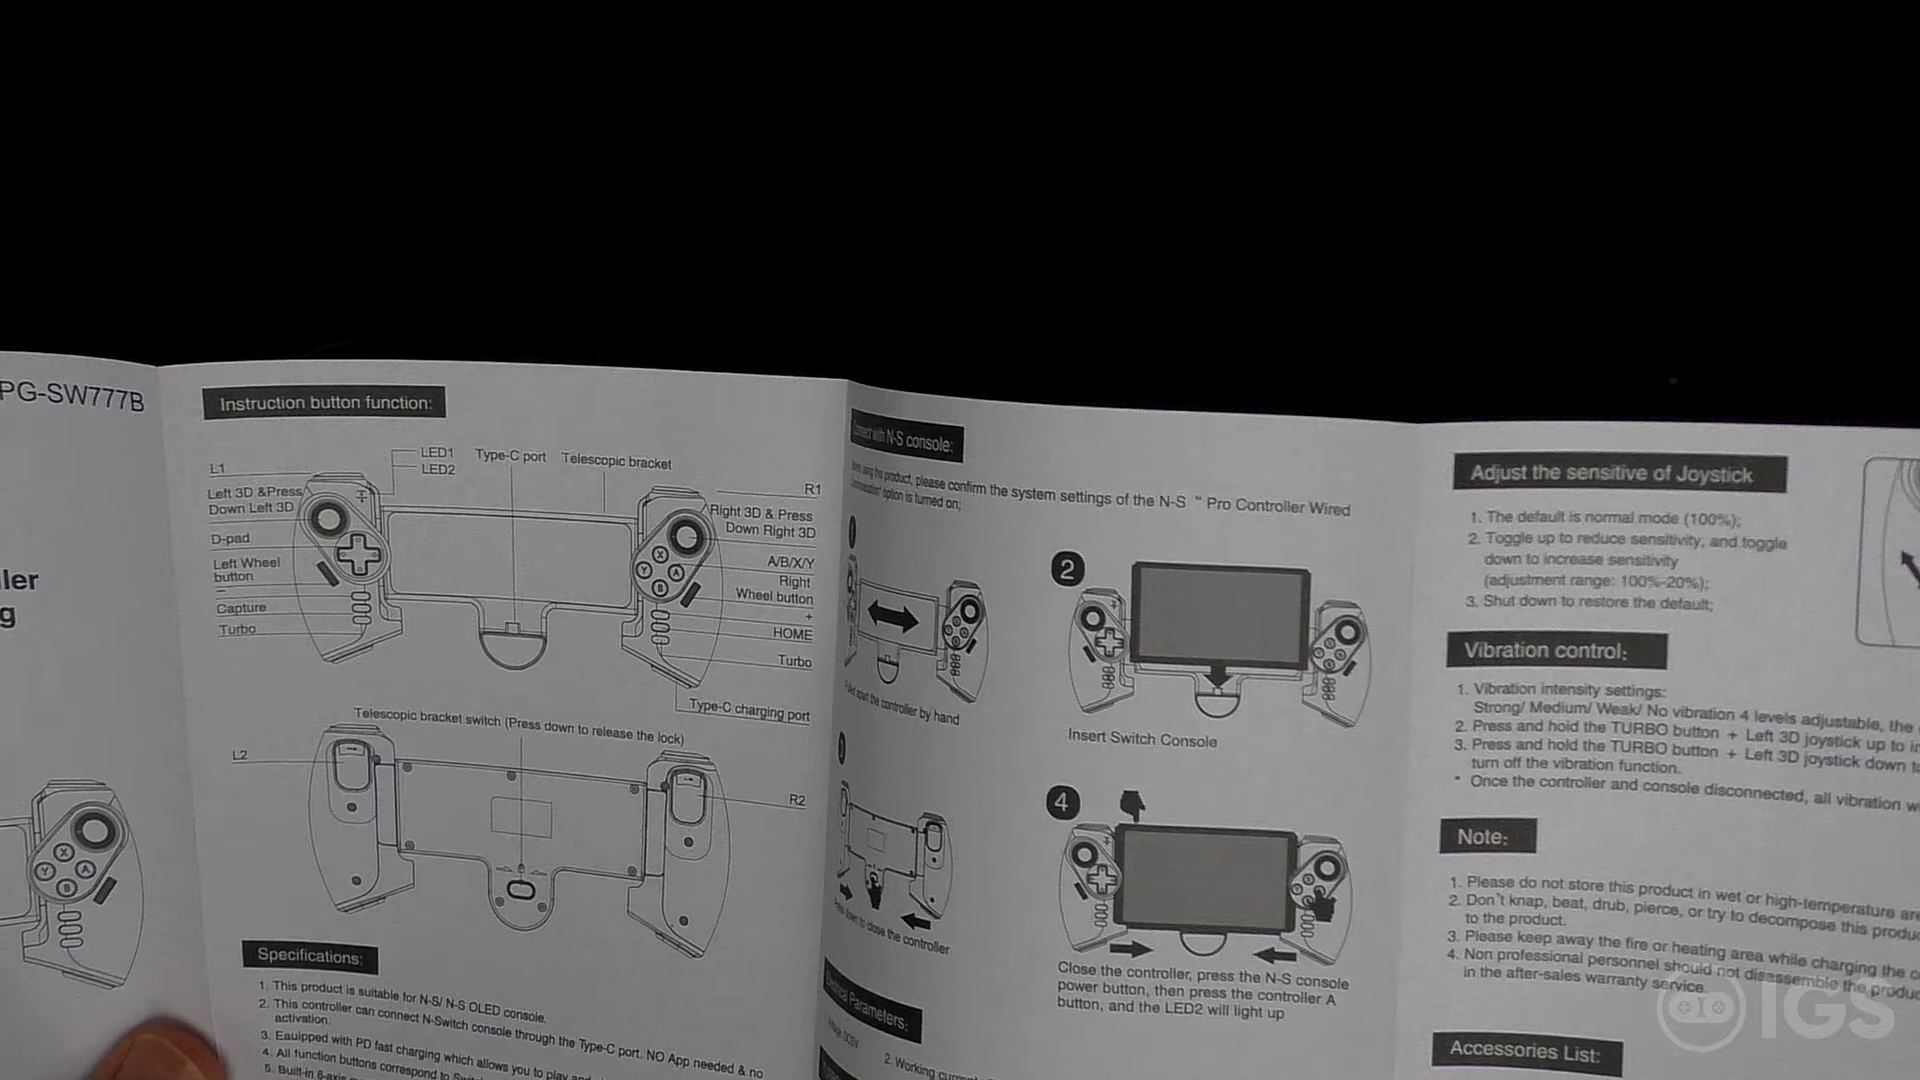 PG-SW777B
ler
g
Instruction button function:
LED1
LED2
Type-C port
Telescopic bracket
L1
Left 3D &Press
Down Left 3D
D-pad
Left Wheel
button
−
Capture
Turbo
R1
Right 3D & Press
Down Right 3D
A/B/X/Y
Right
Wheel button
+
HOME
Turbo
Type-C charging port
X
Y
A
B
Telescopic bracket switch (Press down to release the lock)
L2
R2
Specifications:
1. This product is suitable for N-S/ N-S OLED console.
2. This controller can connect N-Switch console through the Type-C port. NO App needed & no
activation.
3. Eauipped with PD fast charging which allows you to play and
4. All function buttons correspond to
5. Built-in 6-axis
with N-S console:
using this product, please confirm the system settings of the N-S “ Pro Controller Wired
option is turned on;
apart the controller by hand
2
Insert Switch Console
down to close the controller
4
Close the controller, press the N-S console
power button, then press the controller A
button, and the LED2 will light up
Parameters:
DC5V
2. Working
Adjust the sensitive of Joystick
1. The default is normal mode (100%);
2. Toggle up to reduce sensitivity, and toggle
down to increase sensitivity
(adjustment range: 100%-20%);
3. Shut down to restore the default;
Vibration control:
1. Vibration intensity settings:
Strong/ Medium/ Weak/ No vibration 4 levels adjustable, the
2. Press and hold the TURBO button + Left 3D joystick up to
3. Press and hold the TURBO button + Left 3D joystick down
turn off the vibration function.
* Once the controller and console disconnected, all vibration
Note:
1. Please do not store this product in wet or high-temperature
2. Don't knap, beat, drub, pierce, or try to decompose this
to the product.
3. Please keep away the fire or heating area while charging the
4. Non professional personnel should not disassemble the
in the after-sales warranty service.
Accessories List:
IGS